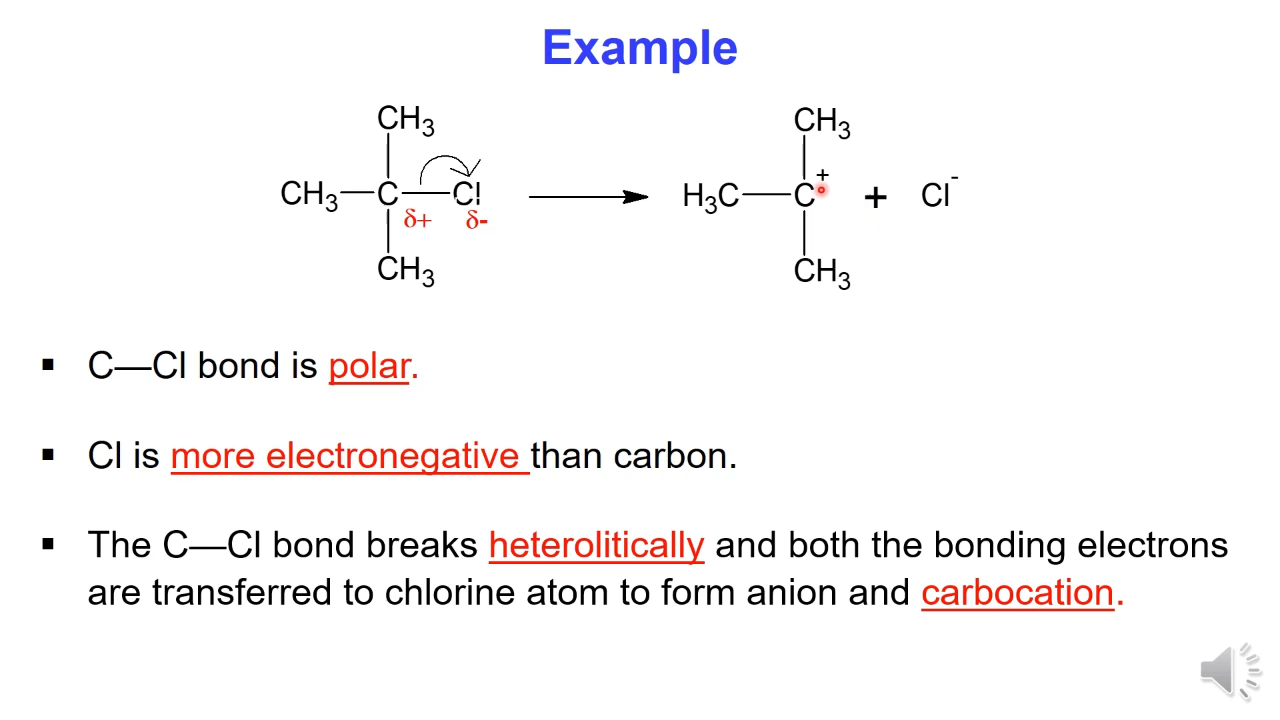 Example
CH3
CH3
CH3—C—Cl
H3C—C+
+
Cl-
δ+
δ-
CH3
CH3
▪ C—Cl bond is polar.
▪ Cl is more electronegative than carbon.
▪ The C—Cl bond breaks heterolitically and both the bonding electrons
are transferred to chlorine atom to form anion and carbocation.